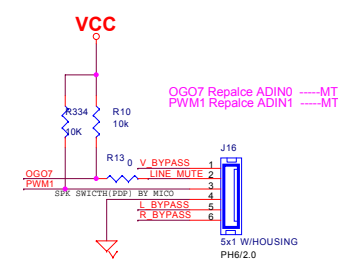 VCC
OGO7 Repalce ADIN0 -----MT
PWM1 Repalce ADIN1 -----MT
R334
10K
R10
10k
J16
R13
0
V_BYPASS 1
OGO7
LINE_MUTE 2
PWM1
3
SPK SWICTH(PDP) BY MICO
4
L_BYPASS 5
R_BYPASS 6
5x1 W/HOUSING
PH6/2.0